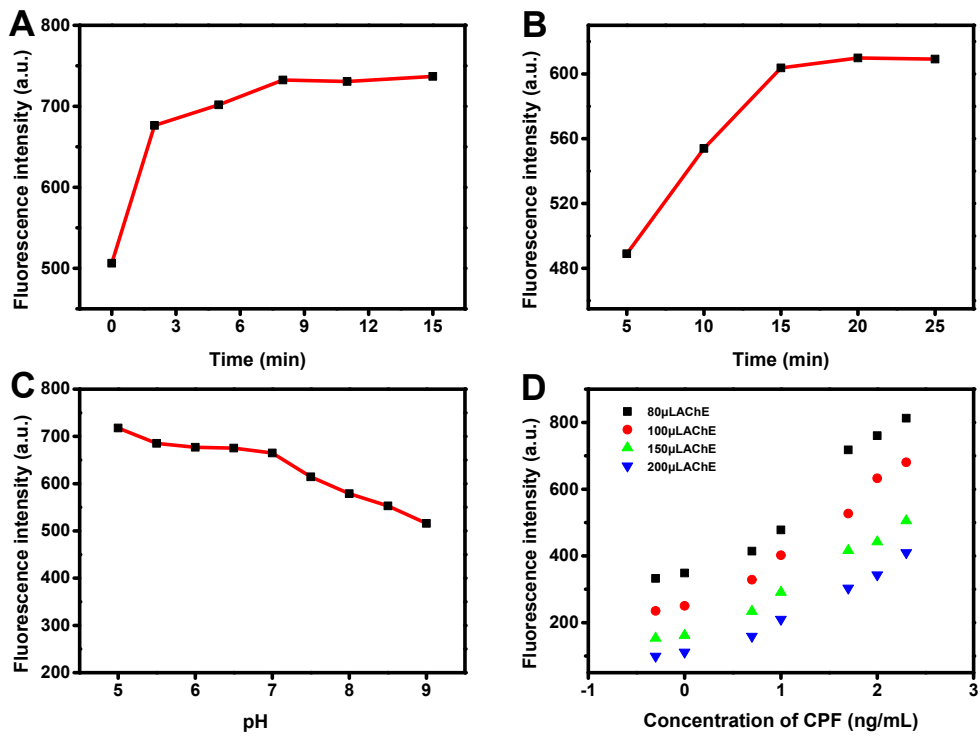 A
Fluorescence intensity (a.u.)
800
700
600
500
0 3 6 9 12 15
Time (min)
B
Fluorescence intensity (a.u.)
600
560
520
480
5 10 15 20 25
Time (min)
C
Fluorescence intensity (a.u.)
800
700
600
500
400
300
200
5 6 7 8 9
pH
D
Fluorescence intensity (a.u.)
800
600
400
200
80μLAChE
100μLAChE
150μLAChE
200μLAChE
-1 0 1 2 3
Concentration of CPF (ng/mL)